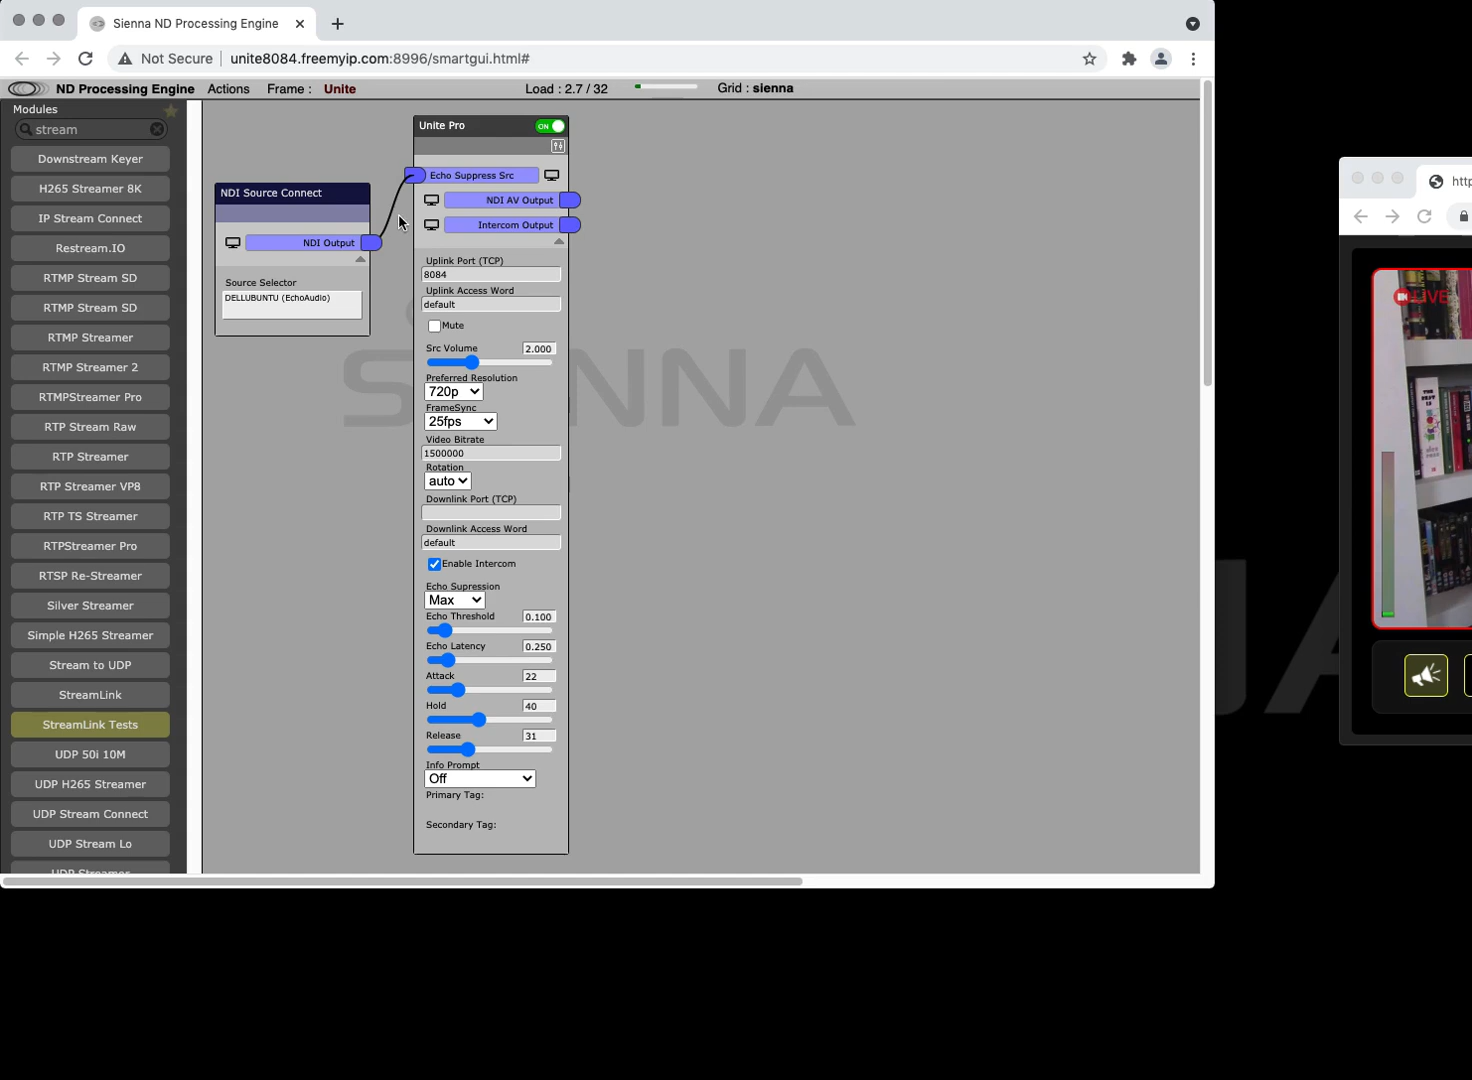 Sienna ND Processing Engine
Not Secure
unite8084.freemyip.com:8996/smartgui.html#
ND Processing Engine
Actions
Frame :
Unite
Load : 2.7 / 32
Grid : sienna
Modules
stream
Downstream Keyer
H265 Streamer 8K
IP Stream Connect
Restream.IO
RTMP Stream SD
RTMP Stream SD
RTMP Streamer
RTMP Streamer 2
RTMPStreamer Pro
RTP Stream Raw
RTP Streamer
RTP Streamer VP8
RTP TS Streamer
RTPStreamer Pro
RTSP Re-Streamer
Silver Streamer
Simple H265 Streamer
Stream to UDP
StreamLink
StreamLink Tests
UDP 50i 10M
UDP H265 Streamer
UDP Stream Connect
UDP Stream Lo
UDP Streamer
NDI Source Connect
NDI Output
Source Selector
DELLUBUNTU (EchoAudio)
Unite Pro
ON
Echo Suppress Src
NDI AV Output
Intercom Output
Uplink Port (TCP)
8084
Uplink Access Word
default
Mute
Src Volume
2.000
Preferred Resolution
720p
FrameSync
25fps
Video Bitrate
1500000
Rotation
auto
Downlink Port (TCP)
Downlink Access Word
default
Enable Intercom
Echo Supression
Max
Echo Threshold
0.100
Echo Latency
0.250
Attack
22
Hold
40
Release
31
Info Prompt
Off
Primary Tag:
Secondary Tag:
http
LIVE